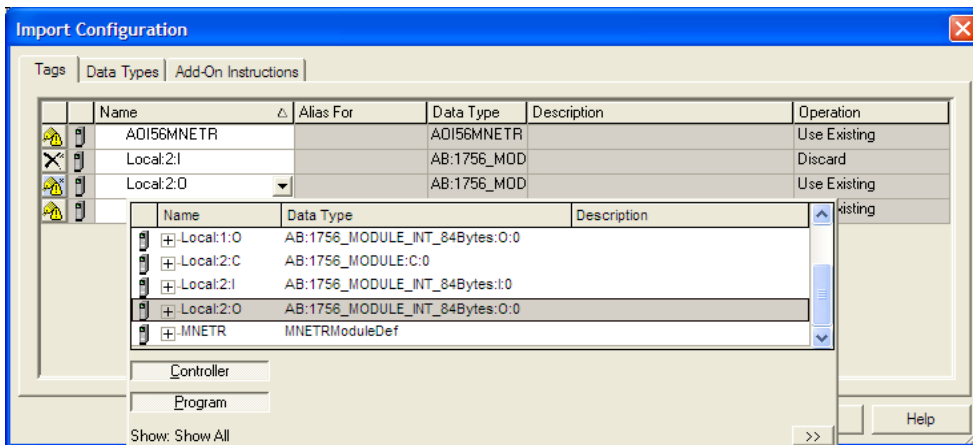 Import Configuration
Tags Data Types Add-On Instructions
Name Alias For Data Type Description Operation
AOI56MNETR AOI56MNETR Use Existing
Local:2:I AB:1756_MOD Discard
Local:2:O AB:1756_MOD Use Existing
Name Data Type Description
Local:1:O AB:1756_MODULE_INT_84Bytes:O:0
Local:2:C AB:1756_MODULE:C:0
Local:2:I AB:1756_MODULE_INT_84Bytes:I:0
Local:2:O AB:1756_MODULE_INT_84Bytes:O:0
MNETR MNETRModuleDef
Controller
Program
Show: Show All >>
Help